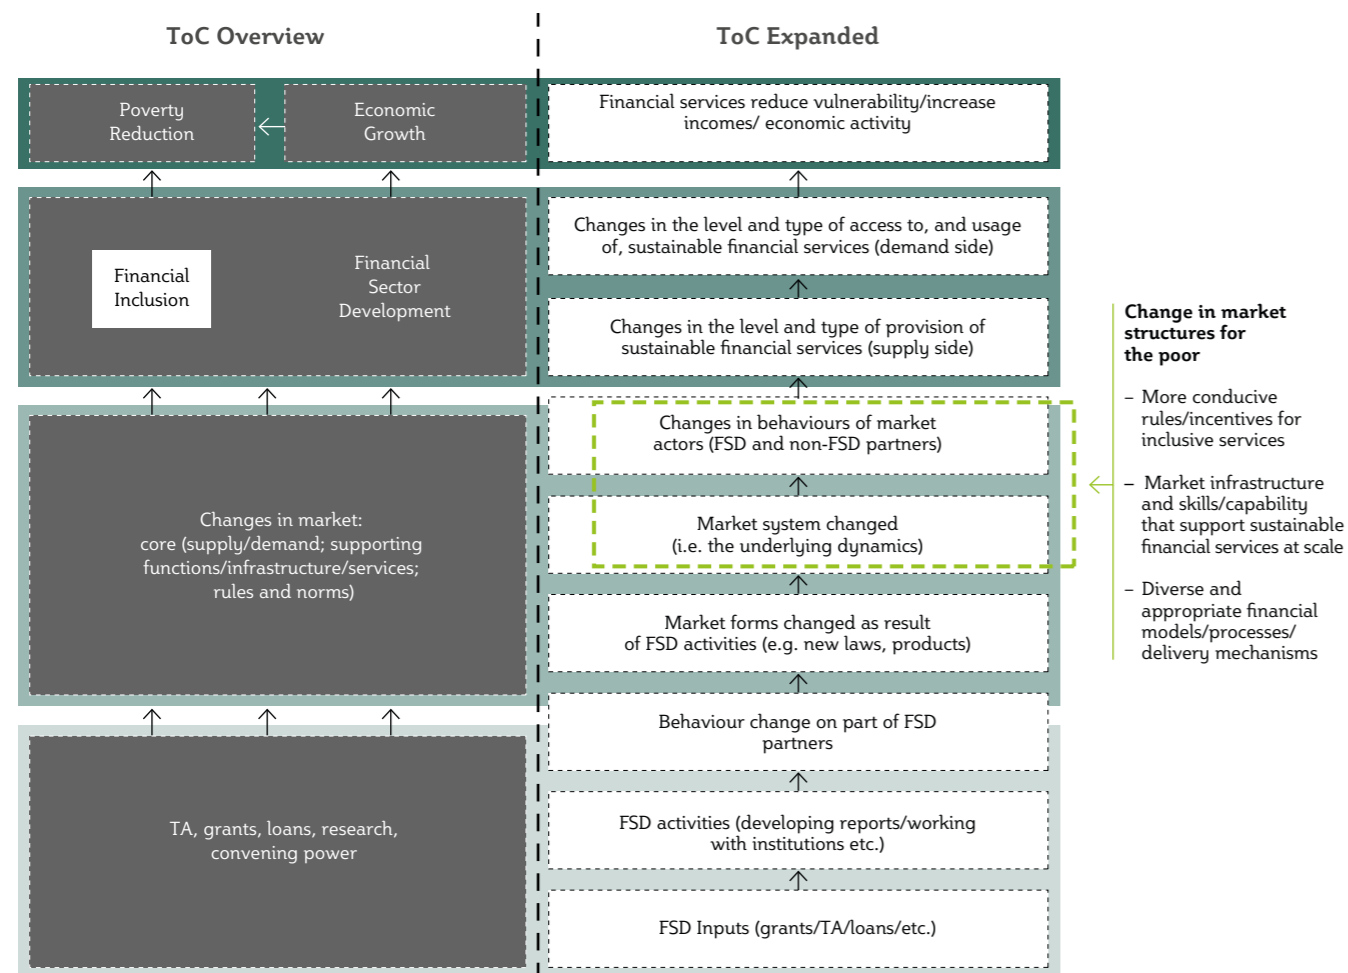 ToC Overview
ToC Expanded
Poverty
Reduction
Economic
Growth
Financial services reduce vulnerability/increase
incomes/ economic activity
Financial
Inclusion
Financial
Sector
Development
Changes in the level and type of access to, and usage
of, sustainable financial services (demand side)
Changes in the level and type of provision of
sustainable financial services (supply side)
Changes in market:
core (supply/demand; supporting
functions/infrastructure/services;
rules and norms)
Changes in behaviours of market
actors (FSD and non-FSD partners)
Market system changed
(i.e. the underlying dynamics)
Market forms changed as result
of FSD activities (e.g. new laws, products)
TA, grants, loans, research,
convening power
Behaviour change on part of FSD
partners
FSD activities (developing reports/working
with institutions etc.)
FSD Inputs (grants/TA/loans/etc.)
Change in market
structures for
the poor
– More conducive
rules/incentives for
inclusive services
– Market infrastructure
and skills/capability
that support sustainable
financial services at scale
– Diverse and
appropriate financial
models/processes/
delivery mechanisms